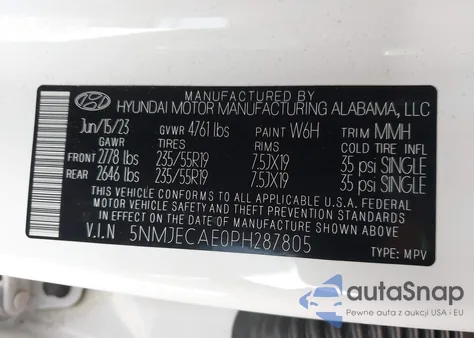 MANUFACTURED BY
HYUNDAI MOTOR MANUFACTURING ALABAMA, LLC
Jun/15/23 GVWR 4761 lbs PAINT W6H TRIM MMH
GAWR TIRES RIMS COLD TIRE INFL
FRONT 2778 lbs 235/55R19 7.5JX19 35 psi SINGLE
REAR 2646 lbs 235/55R19 7.5JX19 35 psi SINGLE
THIS VEHICLE CONFORMS TO ALL APPLICABLE U.S.A. FEDERAL
MOTOR VEHICLE SAFETY AND THEFT PREVENTION STANDARDS
IN EFFECT ON THE DATE OF MANUFACTURE SHOWN ABOVE.
V.I.N 5NMJECAE0PH287805
TYPE: MPV
autoSnap
Pewne auta z aukcji USA i EU